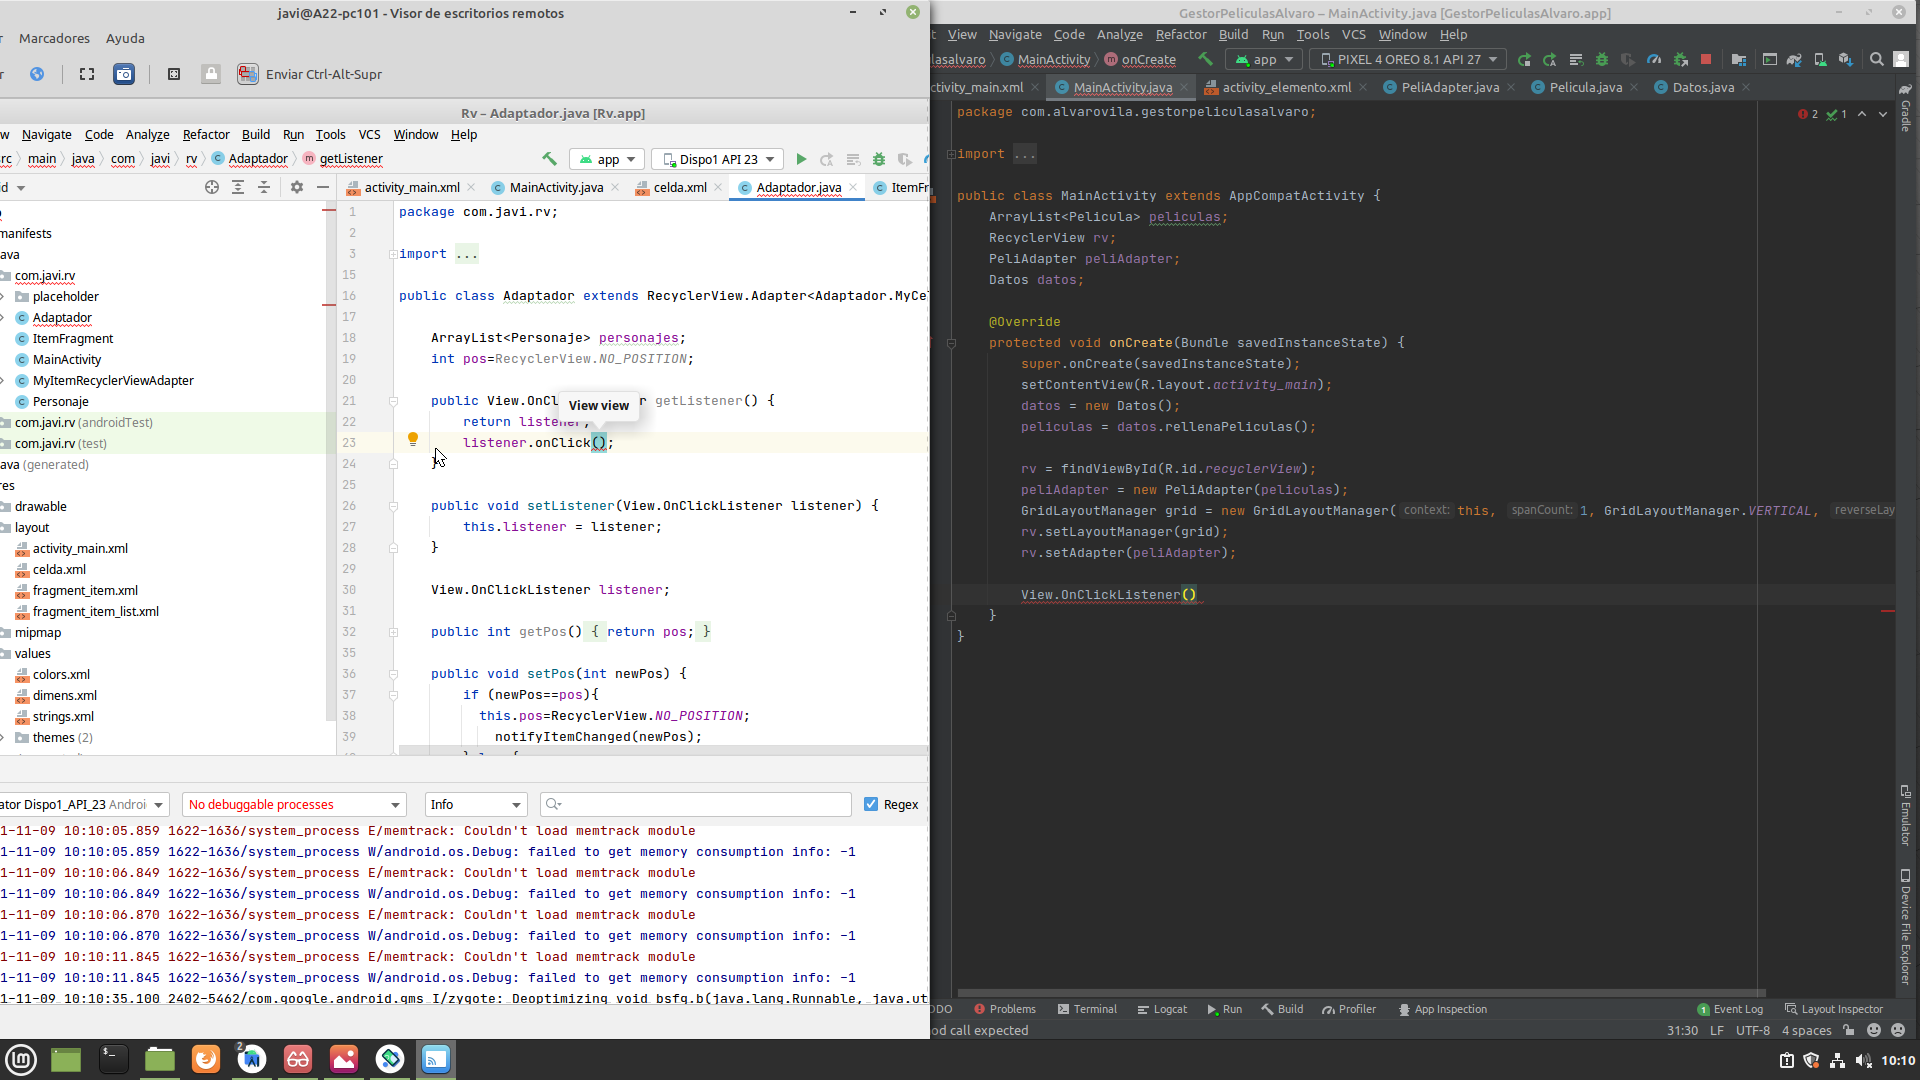 javi@A22-pc101 - Visor de escritorios remotos
Marcadores Ayuda
Enviar Ctrl-Alt-Supr
Rv – Adaptador.java [Rv.app]
Navigate Code Analyze Refactor Build Run Tools VCS Window Help
main java com javi rv Adaptador getListener
app Dispo1 API 23
activity_main.xml MainActivity.java celda.xml Adaptador.java ItemFr
manifests
com.javi.rv
placeholder
Adaptador
ItemFragment
MainActivity
MyItemRecyclerViewAdapter
Personaje
com.javi.rv (androidTest)
com.javi.rv (test)
ava (generated)
res
drawable
layout
activity_main.xml
celda.xml
fragment_item.xml
fragment_item_list.xml
mipmap
values
colors.xml
dimens.xml
strings.xml
themes (2)
1 package com.javi.rv;
2
3 import ...
15
16 public class Adaptador extends RecyclerView.Adapter<Adaptador.MyCe
17
18 ArrayList<Personaje> personajes;
19 int pos=RecyclerView.NO_POSITION;
20
21 public View.OnCl r getListener() {
View view
22 return listener;
23 listener.onClick();
24 }
25
26 public void setListener(View.OnClickListener listener) {
27 this.listener = listener;
28 }
29
30 View.OnClickListener listener;
31
32 public int getPos() { return pos; }
35
36 public void setPos(int newPos) {
37 if (newPos==pos){
38 this.pos=RecyclerView.NO_POSITION;
39 notifyItemChanged(newPos);
ator Dispo1_API_23 Androi No debuggable processes Info Regex
1-11-09 10:10:05.859 1622-1636/system_process E/memtrack: Couldn't load memtrack module
1-11-09 10:10:05.859 1622-1636/system_process W/android.os.Debug: failed to get memory consumption info: -1
1-11-09 10:10:06.849 1622-1636/system_process E/memtrack: Couldn't load memtrack module
1-11-09 10:10:06.849 1622-1636/system_process W/android.os.Debug: failed to get memory consumption info: -1
1-11-09 10:10:06.870 1622-1636/system_process E/memtrack: Couldn't load memtrack module
1-11-09 10:10:06.870 1622-1636/system_process W/android.os.Debug: failed to get memory consumption info: -1
1-11-09 10:10:11.845 1622-1636/system_process E/memtrack: Couldn't load memtrack module
1-11-09 10:10:11.845 1622-1636/system_process W/android.os.Debug: failed to get memory consumption info: -1
1-11-09 10:10:35.100 2402-5462/com.google.android.gms I/zygote: Deoptimizing void bsfg.b(java.lang.Runnable, java.ut
GestorPeliculasAlvaro – MainActivity.java [GestorPeliculasAlvaro.app]
t View Navigate Code Analyze Refactor Build Run Tools VCS Window Help
lasalvaro MainActivity onCreate app PIXEL 4 OREO 8.1 API 27
ctivity_main.xml MainActivity.java activity_elemento.xml PeliAdapter.java Pelicula.java Datos.java
package com.alvarovila.gestorpeliculasalvaro;
2 1
import ...
public class MainActivity extends AppCompatActivity {
ArrayList<Pelicula> peliculas;
RecyclerView rv;
PeliAdapter peliAdapter;
Datos datos;
@Override
protected void onCreate(Bundle savedInstanceState) {
super.onCreate(savedInstanceState);
setContentView(R.layout.activity_main);
datos = new Datos();
peliculas = datos.rellenaPeliculas();
rv = findViewById(R.id.recyclerView);
peliAdapter = new PeliAdapter(peliculas);
GridLayoutManager grid = new GridLayoutManager( context: this, spanCount: 1, GridLayoutManager.VERTICAL, reverseLay
rv.setLayoutManager(grid);
rv.setAdapter(peliAdapter);
View.OnClickListener()
}
}
Gradle
Emulator
Device File Explorer
ODO Problems Terminal Logcat Run Build Profiler App Inspection 1 Event Log Layout Inspector
od call expected 31:30 LF UTF-8 4 spaces
2
10:10